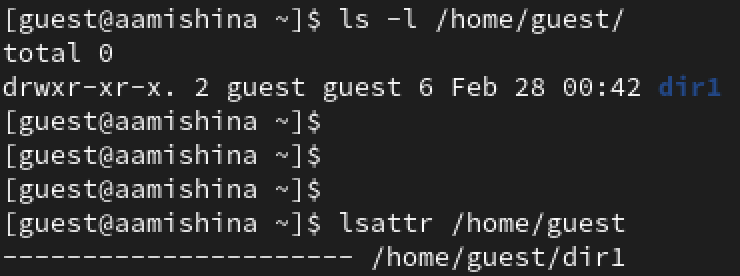 [guest@aamishina ~]$ ls -l /home/guest/
total 0
drwxr-xr-x. 2 guest guest 6 Feb 28 00:42 dir1
[guest@aamishina ~]$
[guest@aamishina ~]$
[guest@aamishina ~]$
[guest@aamishina ~]$ lsattr /home/guest
---------------------- /home/guest/dir1